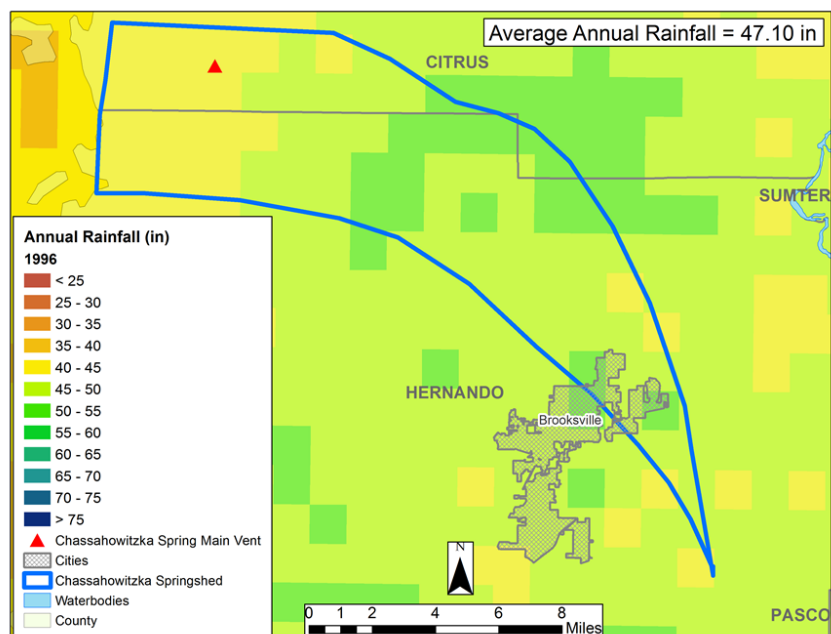 Average Annual Rainfall = 47.10 in
CITRUS
SUMTER
HERNANDO
Brooksville
PASCO
Annual Rainfall (in)
1996
< 25
25 - 30
30 - 35
35 - 40
40 - 45
45 - 50
50 - 55
55 - 60
60 - 65
65 - 70
70 - 75
> 75
Chassahowitzka Spring Main Vent
Cities
Chassahowitzka Springshed
Waterbodies
County
N
0 1 2 4 6 8
Miles